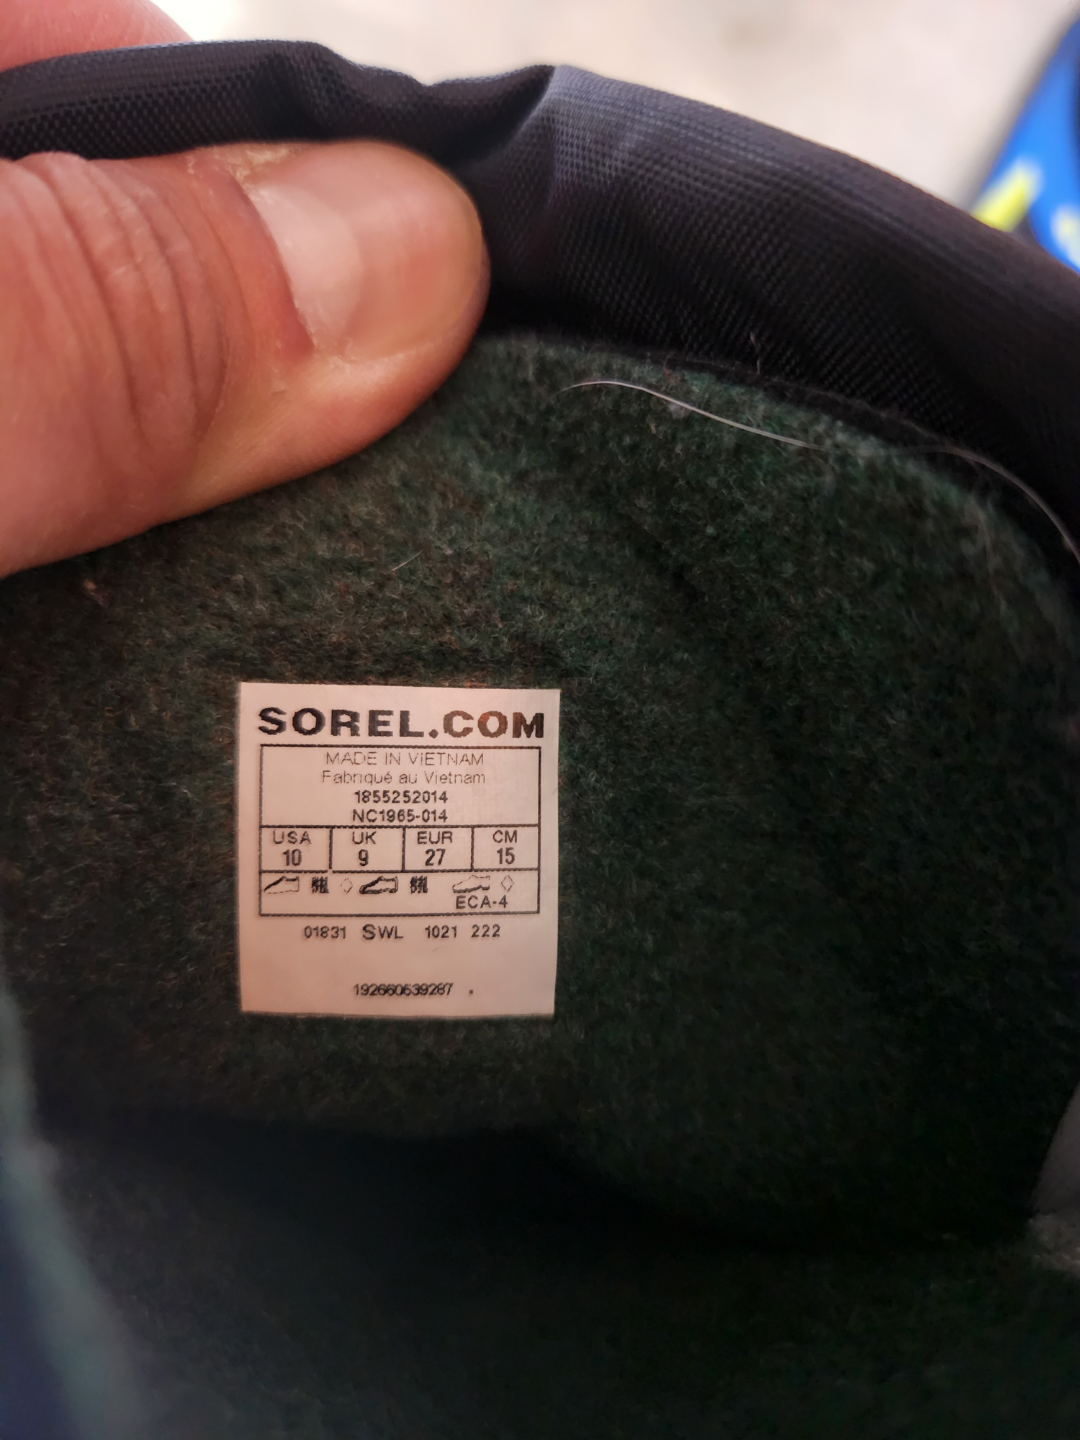 SOREL.COM
MADE IN VIETNAM
Fabriqué au Vietnam
1855252014
NC1965-014
USA UK EUR CM
10 9 27 15
ECA-4
01831 SWL 1021 222
192660639287